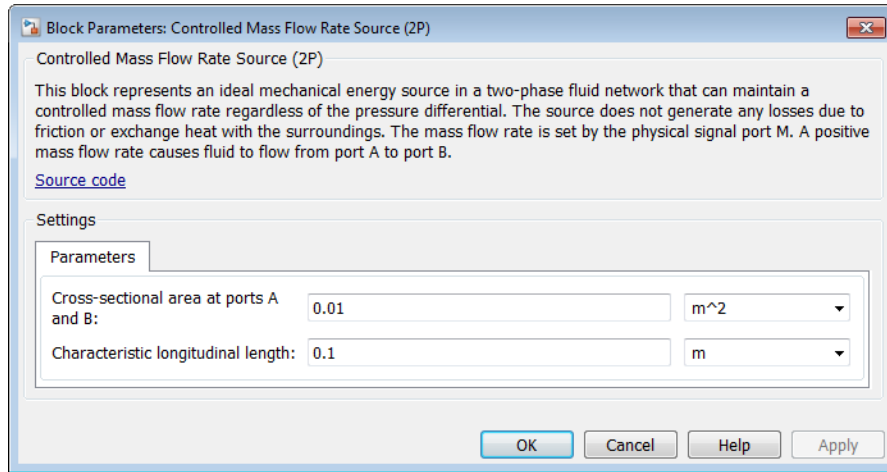 Block Parameters: Controlled Mass Flow Rate Source (2P)
Controlled Mass Flow Rate Source (2P)
This block represents an ideal mechanical energy source in a two-phase fluid network that can maintain a
controlled mass flow rate regardless of the pressure differential. The source does not generate any losses due to
friction or exchange heat with the surroundings. The mass flow rate is set by the physical signal port M. A positive
mass flow rate causes fluid to flow from port A to port B.
Source code
Settings
Parameters
Cross-sectional area at ports A
and B:
0.01
m^2
Characteristic longitudinal length:
0.1
m
OK
Cancel
Help
Apply